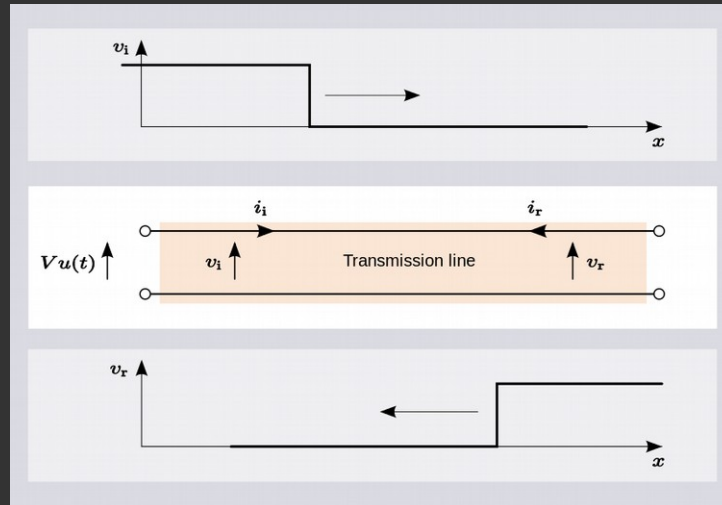 vᵢ
x
iᵢ iᵣ
Vu(t) vᵢ Transmission line vᵣ
vᵣ
x